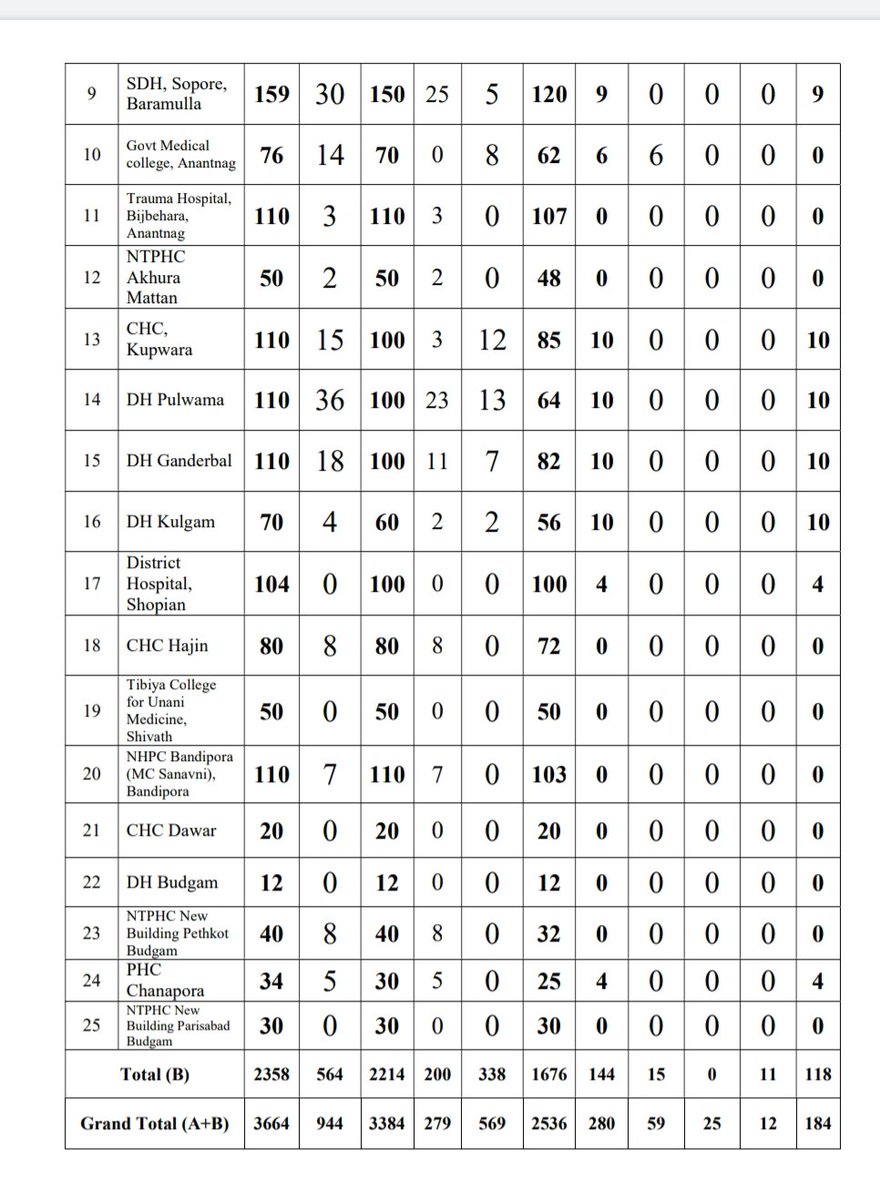 9 SDH, Sopore, Baramulla 159 30 150 25 5 120 9 0 0 0 9
10 Govt Medical college, Anantnag 76 14 70 0 8 62 6 6 0 0 0
11 Trauma Hospital, Bijbehara, Anantnag 110 3 110 3 0 107 0 0 0 0 0
12 NTPHC Akhura Mattan 50 2 50 2 0 48 0 0 0 0 0
13 CHC, Kupwara 110 15 100 3 12 85 10 0 0 0 10
14 DH Pulwama 110 36 100 23 13 64 10 0 0 0 10
15 DH Ganderbal 110 18 100 11 7 82 10 0 0 0 10
16 DH Kulgam 70 4 60 2 2 56 10 0 0 0 10
17 District Hospital, Shopian 104 0 100 0 0 100 4 0 0 0 4
18 CHC Hajin 80 8 80 8 0 72 0 0 0 0 0
19 Tibiya College for Unani Medicine, Shivath 50 0 50 0 0 50 0 0 0 0 0
20 NHPC Bandipora (MC Sanavni), Bandipora 110 7 110 7 0 103 0 0 0 0 0
21 CHC Dawar 20 0 20 0 0 20 0 0 0 0 0
22 DH Budgam 12 0 12 0 0 12 0 0 0 0 0
23 NTPHC New Building Pethkot Budgam 40 8 40 8 0 32 0 0 0 0 0
24 PHC Chanapora 34 5 30 5 0 25 4 0 0 0 4
25 NTPHC New Building Parisabad Budgam 30 0 30 0 0 30 0 0 0 0 0
Total (B) 2358 564 2214 200 338 1676 144 15 0 11 118
Grand Total (A+B) 3664 944 3384 279 569 2536 280 59 25 12 184